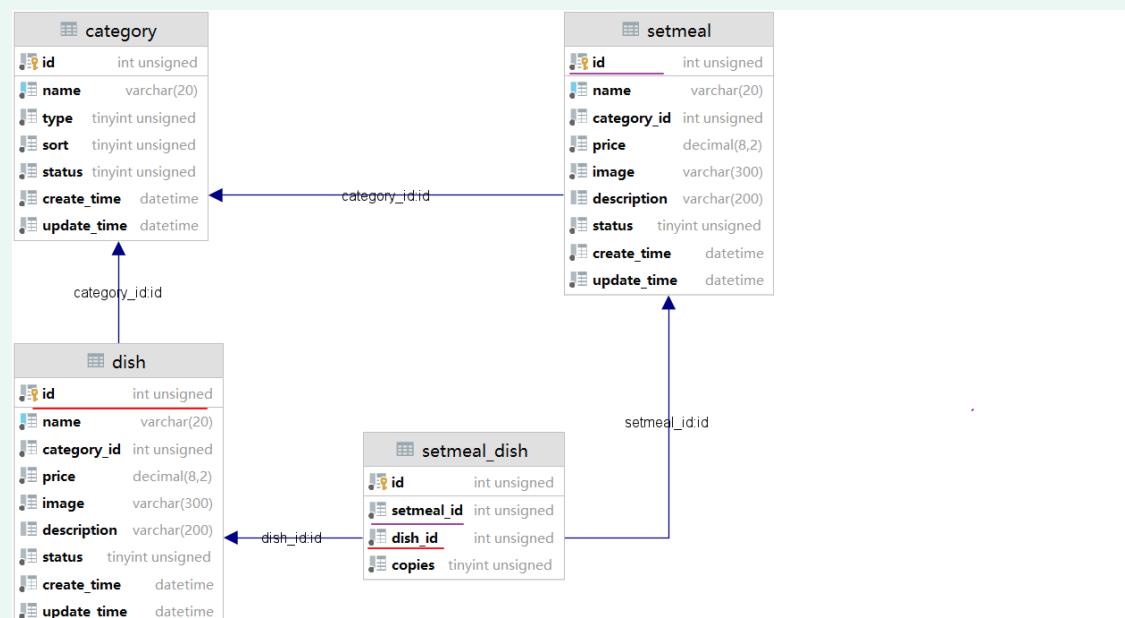 category
id int unsigned
name varchar(20)
type tinyint unsigned
sort tinyint unsigned
status tinyint unsigned
create_time datetime
update_time datetime
setmeal
id int unsigned
name varchar(20)
category_id int unsigned
price decimal(8,2)
image varchar(300)
description varchar(200)
status tinyint unsigned
create_time datetime
update_time datetime
category_id:id
category_id:id
dish
id int unsigned
name varchar(20)
category_id int unsigned
price decimal(8,2)
image varchar(300)
description varchar(200)
status tinyint unsigned
create_time datetime
update_time datetime
setmeal_id:id
setmeal_dish
id int unsigned
setmeal_id int unsigned
dish_id int unsigned
copies tinyint unsigned
dish_id:id